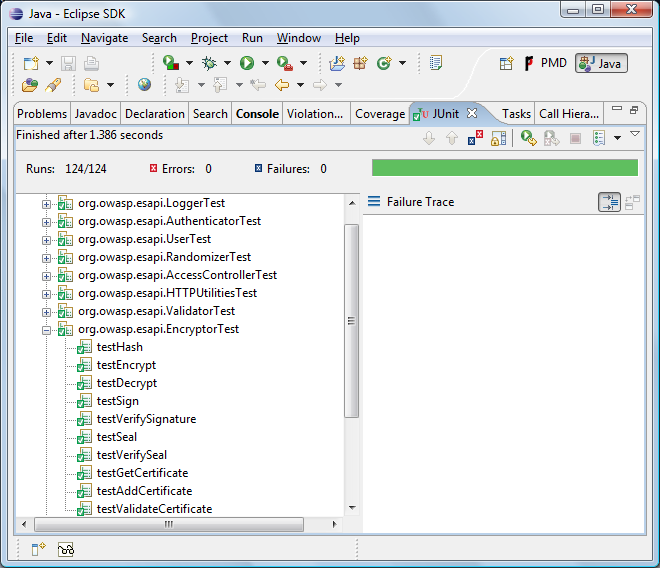 Java - Eclipse SDK
File Edit Navigate Search Project Run Window Help
PMD Java
Problems Javadoc Declaration Search Console Violation... Coverage JUnit Tasks Call Hiera...
Finished after 1.386 seconds
Runs: 124/124 Errors: 0 Failures: 0
org.owasp.esapi.LoggerTest
org.owasp.esapi.AuthenticatorTest
org.owasp.esapi.UserTest
org.owasp.esapi.RandomizerTest
org.owasp.esapi.AccessControllerTest
org.owasp.esapi.HTTPUtilitiesTest
org.owasp.esapi.ValidatorTest
org.owasp.esapi.EncryptorTest
testHash
testEncrypt
testDecrypt
testSign
testVerifySignature
testSeal
testVerifySeal
testGetCertificate
testAddCertificate
testValidateCertificate
Failure Trace